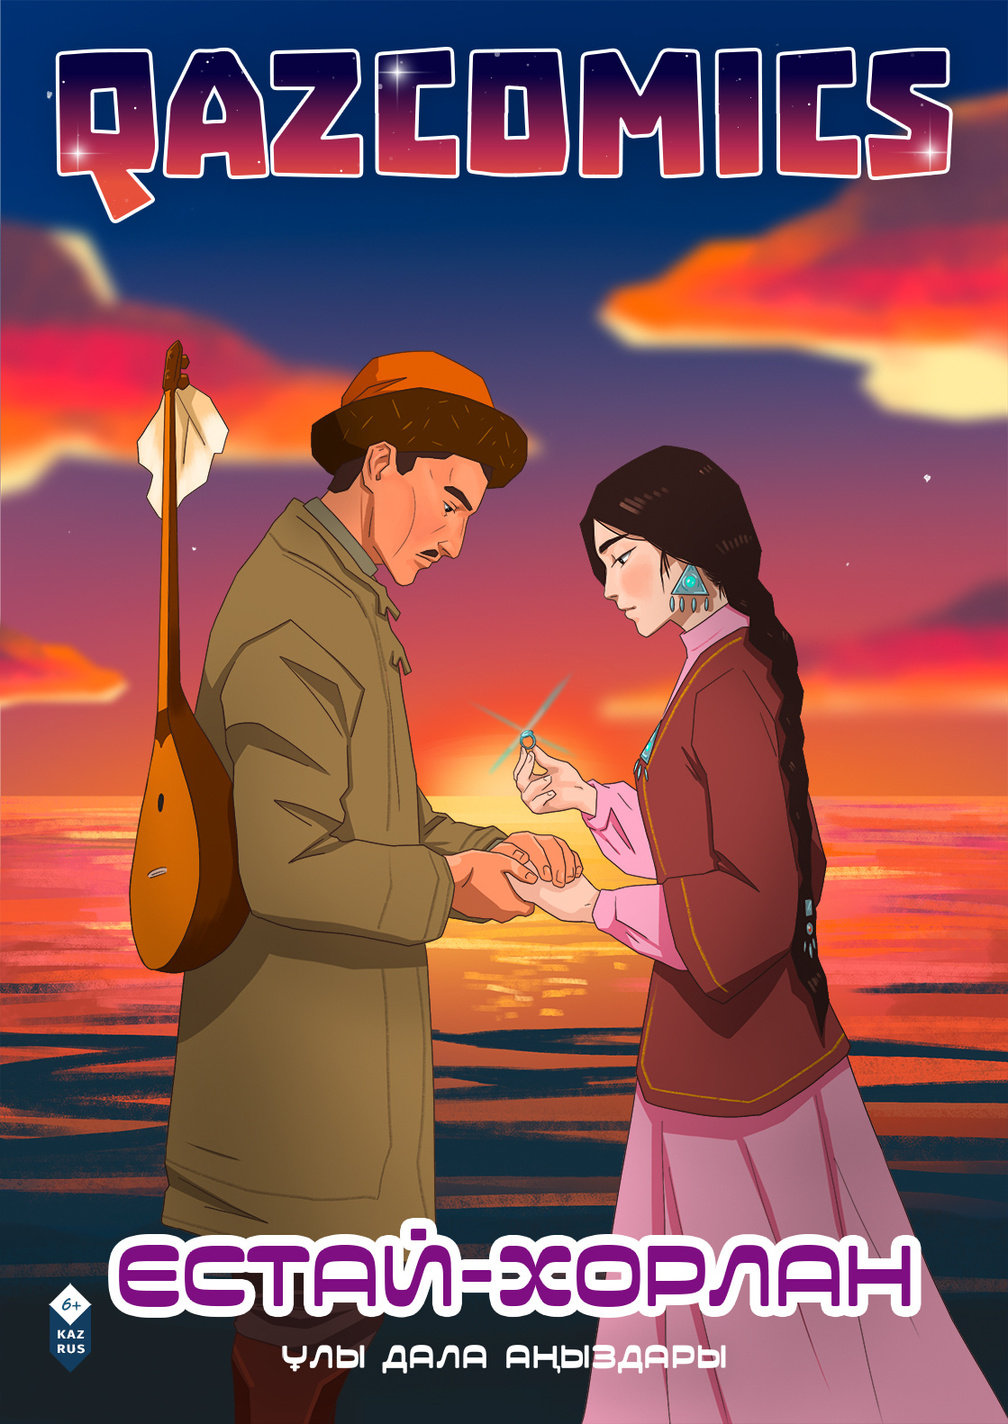 QAZCOMICS
ЕСТАЙ-ХОРЛАН
6+
KAZ
RUS
ҰЛЫ ДАЛА АҢЫЗДАРЫ